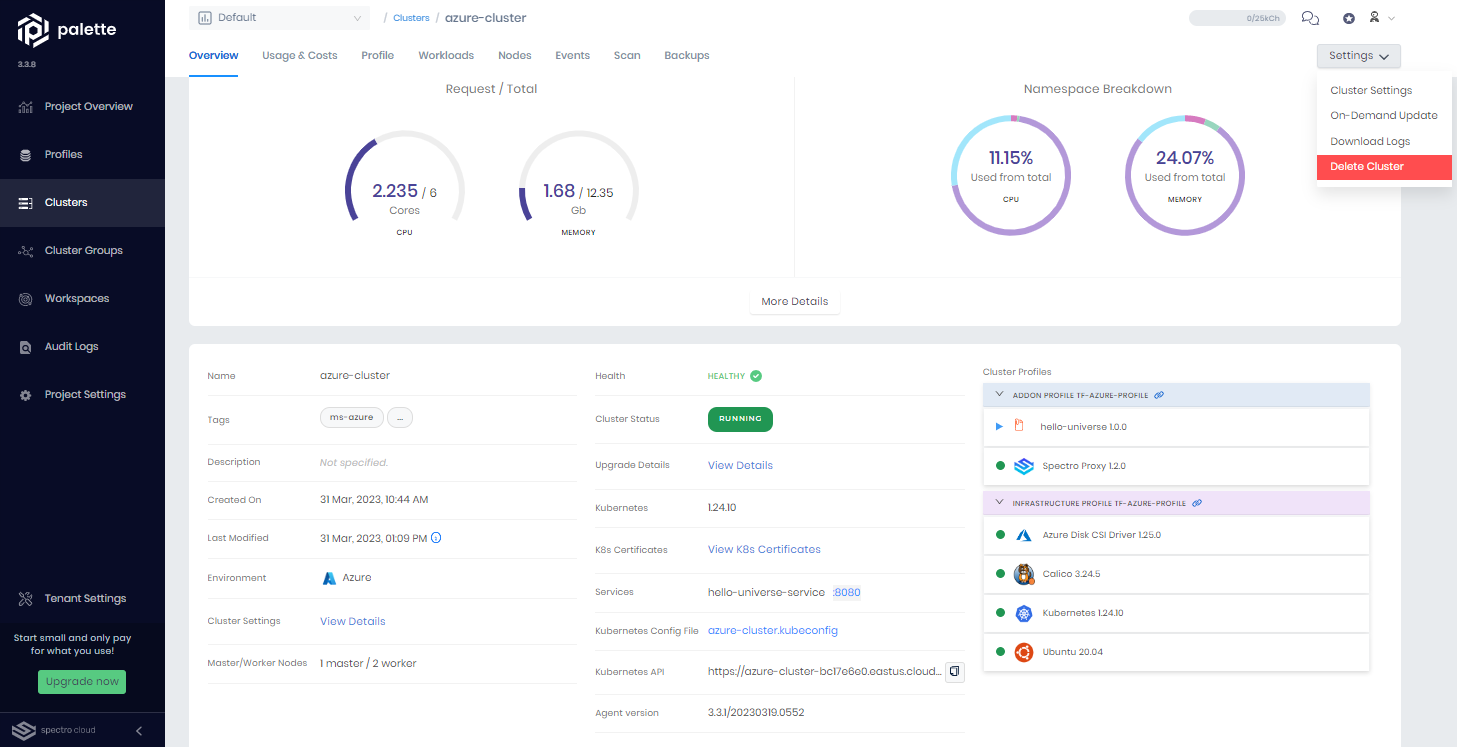 palette
3.3.8
Project Overview
Profiles
Clusters
Cluster Groups
Workspaces
Audit Logs
Project Settings
Tenant Settings
Start small and only pay
for what you use!
Upgrade now
spectro cloud
Default
/ Clusters / azure-cluster
0/25kCh
Overview
Usage & Costs
Profile
Workloads
Nodes
Events
Scan
Backups
Settings
Cluster Settings
On-Demand Update
Download Logs
Delete Cluster
Request / Total
2.235 / 6
Cores
CPU
1.68 / 12.35
Gb
MEMORY
Namespace Breakdown
11.15%
Used from total
CPU
24.07%
Used from total
MEMORY
More Details
Name azure-cluster
Tags ms-azure ...
Description Not specified.
Created On 31 Mar, 2023, 10:44 AM
Last Modified 31 Mar, 2023, 01:09 PM
Environment Azure
Cluster Settings View Details
Master/Worker Nodes 1 master / 2 worker
Health HEALTHY
Cluster Status RUNNING
Upgrade Details View Details
Kubernetes 1.24.10
K8s Certificates View K8s Certificates
Services hello-universe-service :8080
Kubernetes Config File azure-cluster.kubeconfig
Kubernetes API https://azure-cluster-bc17e6e0.eastus.cloud...
Agent version 3.3.1/20230319.0552
Cluster Profiles
ADDON PROFILE TF-AZURE-PROFILE
hello-universe 1.0.0
Spectro Proxy 1.2.0
INFRASTRUCTURE PROFILE TF-AZURE-PROFILE
Azure Disk CSI Driver 1.25.0
Calico 3.24.5
Kubernetes 1.24.10
Ubuntu 20.04